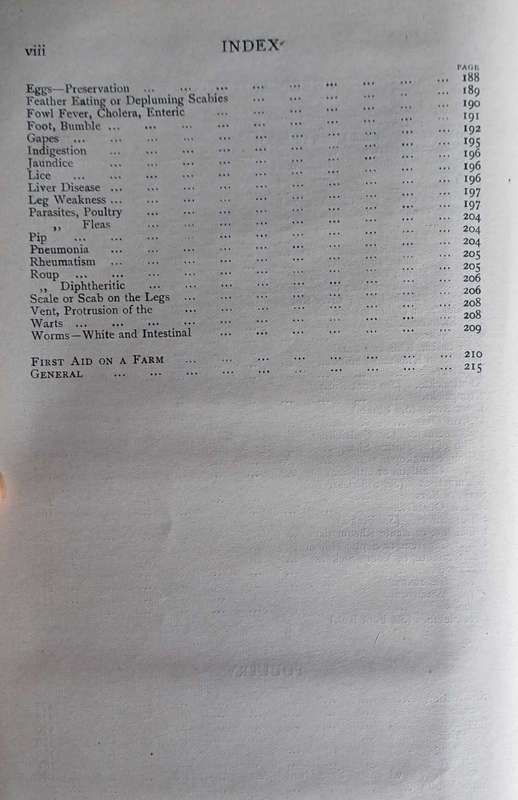 viii INDEX
PAGE
Eggs—Preservation ... ... ... ... ... ... ... ... ... 188
Feather Eating or Depluming Scabies ... ... ... ... .. ... 189
Fowl Fever, Cholera, Enteric ... ... ... ... ... ... ... 190
Foot, Bumble ... ... ... ... ... ... ... ... ... ... 191
Gapes ... ... ... ... ... ... ... ... ... ... ... 192
Indigestion ... ... ... ... ... ... ... ... ... ... 195
Jaundice ... ... ... ... ... ... ... ... ... ... 196
Lice ... ... ... ... ... ... ... ... ... ... ... 196
Liver Disease ... ... ... ... ... ... ... ... ... ... 196
Leg Weakness ... ... ... ... ... ... ... ... ... ... 197
Parasites, Poultry ... ... ... ... ... ... ... ... ... 197
„ Fleas ... ... ... ... ... ... ... ... ... 204
Pip ... ... ... ... ... ... ... ... ... ... ... 204
Pneumonia ... ... ... ... ... ... ... ... ... ... 204
Rheumatism ... ... ... ... ... ... ... ... ... ... 205
Roup ... ... ... ... ... ... ... ... ... ... ... 205
„ Diphtheritic ... ... ... ... ... ... ... ... ... 206
Scale or Scab on the Legs ... ... ... ... ... ... ... ... 206
Vent, Protrusion of the ... ... ... ... ... ... ... ... 208
Warts ... ... ... ... ... ... ... ... ... ... ... 208
Worms—White and Intestinal ... ... ... ... ... ... ... 209
FIRST AID ON A FARM ... ... ... ... ... ... ... ... 210
GENERAL ... ... ... ... ... ... ... ... ... ... 215